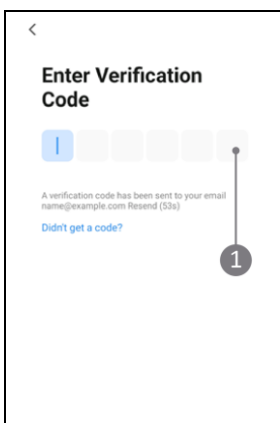 Enter Verification
Code
A verification code has been sent to your email
name@example.com Resend (53s)
Didn't get a code?
1